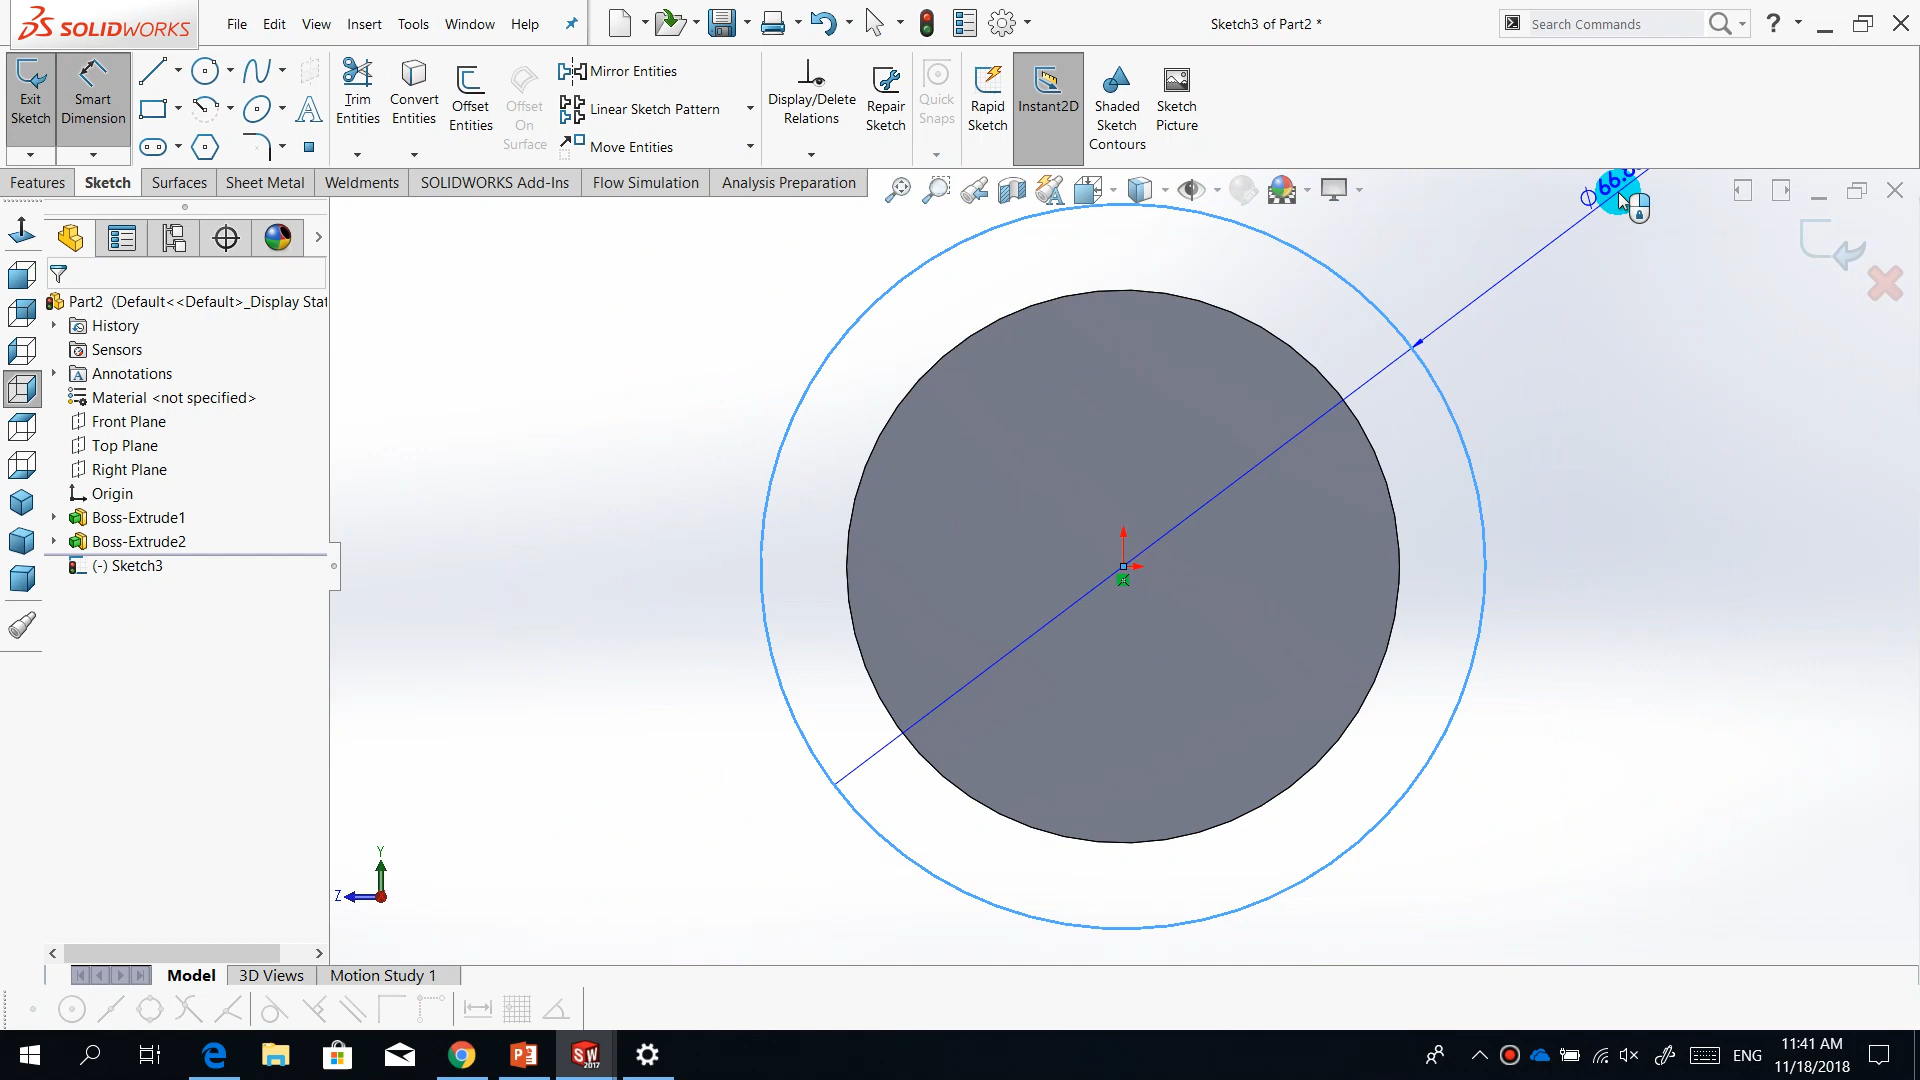 SOLIDWORKS
File Edit View Insert Tools Window Help
Sketch3 of Part2 *
Search Commands
?
Exit Sketch
Smart Dimension
Trim Entities
Convert Entities
Offset Entities
Offset On Surface
Mirror Entities
Linear Sketch Pattern
Move Entities
Display/Delete Relations
Repair Sketch
Quick Snaps
Rapid Sketch
Instant2D
Shaded Sketch Contours
Sketch Picture
Features Sketch Surfaces Sheet Metal Weldments SOLIDWORKS Add-Ins Flow Simulation Analysis Preparation
Part2 (Default<<Default>_Display Stat
History
Sensors
Annotations
Material <not specified>
Front Plane
Top Plane
Right Plane
Origin
Boss-Extrude1
Boss-Extrude2
(-) Sketch3
Y
Z
Model 3D Views Motion Study 1
SW 2017
ENG
11:41 AM
11/18/2018